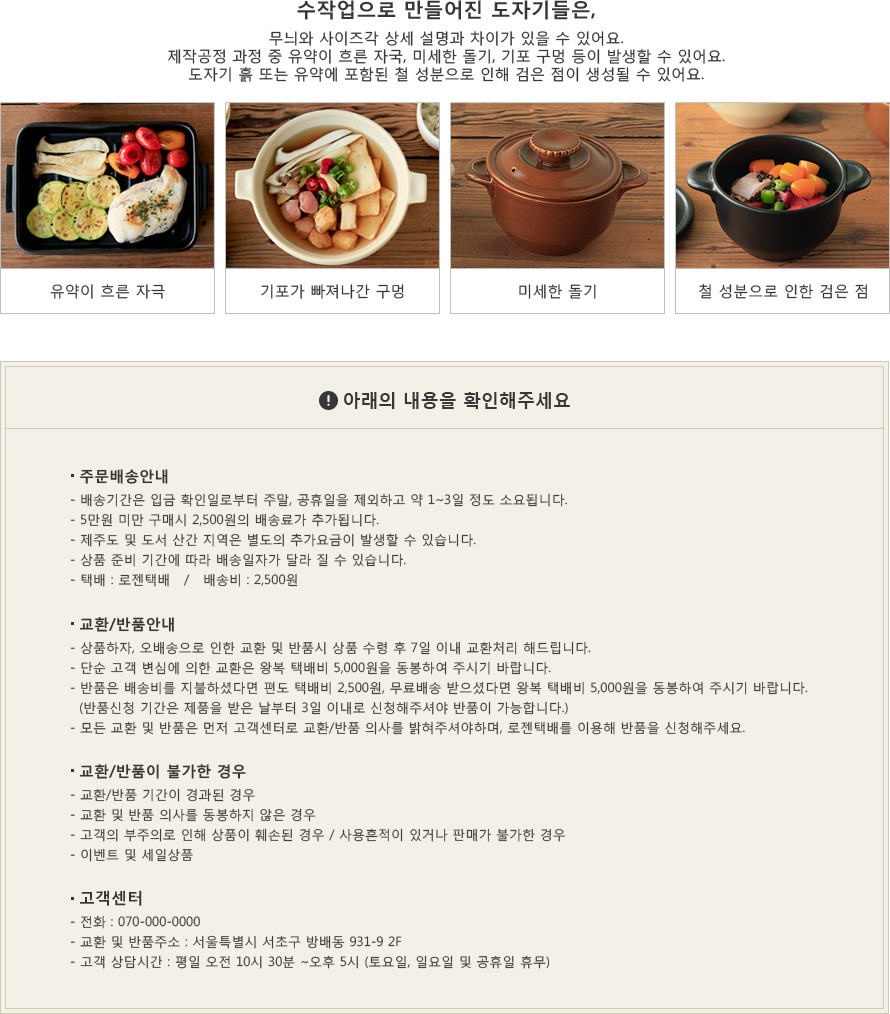 수작업으로 만들어진 도자기들은,
무늬와 사이즈각 상세 설명과 차이가 있을 수 있어요.
제작공정 과정 중 유약이 흐른 자국, 미세한 돌기, 기포 구멍 등이 발생할 수 있어요.
도자기 흙 또는 유약에 포함된 철 성분으로 인해 검은 점이 생성될 수 있어요.
유약이 흐른 자극
기포가 빠져나간 구멍
미세한 돌기
철 성분으로 인한 검은 점
! 아래의 내용을 확인해주세요
· 주문배송안내
- 배송기간은 입금 확인일로부터 주말, 공휴일을 제외하고 약 1~3일 정도 소요됩니다.
- 5만원 미만 구매시 2,500원의 배송료가 추가됩니다.
- 제주도 및 도서 산간 지역은 별도의 추가요금이 발생할 수 있습니다.
- 상품 준비 기간에 따라 배송일자가 달라 질 수 있습니다.
- 택배 : 로젠택배 / 배송비 : 2,500원
· 교환/반품안내
- 상품하자, 오배송으로 인한 교환 및 반품시 상품 수령 후 7일 이내 교환처리 해드립니다.
- 단순 고객 변심에 의한 교환은 왕복 택배비 5,000원을 동봉하여 주시기 바랍니다.
- 반품은 배송비를 지불하셨다면 편도 택배비 2,500원, 무료배송 받으셨다면 왕복 택배비 5,000원을 동봉하여 주시기 바랍니다.
(반품신청 기간은 제품을 받은 날부터 3일 이내로 신청해주셔야 반품이 가능합니다.)
- 모든 교환 및 반품은 먼저 고객센터로 교환/반품 의사를 밝혀주셔야하며, 로젠택배를 이용해 반품을 신청해주세요.
· 교환/반품이 불가한 경우
- 교환/반품 기간이 경과된 경우
- 교환 및 반품 의사를 동봉하지 않은 경우
- 고객의 부주의로 인해 상품이 훼손된 경우 / 사용흔적이 있거나 판매가 불가한 경우
- 이벤트 및 세일상품
· 고객센터
- 전화 : 070-000-0000
- 교환 및 반품주소 : 서울특별시 서초구 방배동 931-9 2F
- 고객 상담시간 : 평일 오전 10시 30분 ~오후 5시 (토요일, 일요일 및 공휴일 휴무)